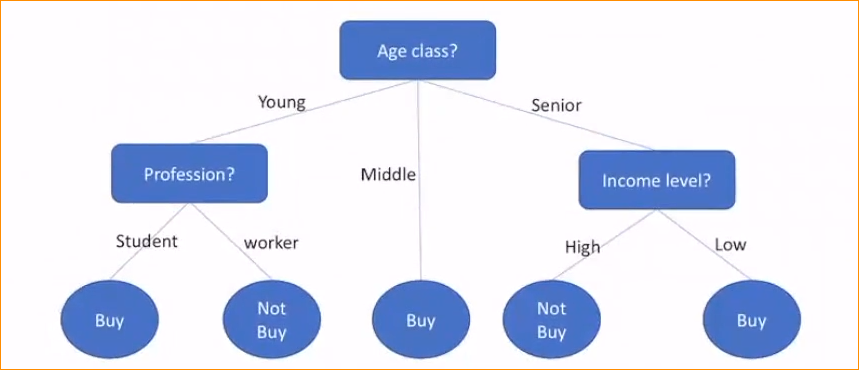 Age class?
Young
Senior
Profession?
Middle
Income level?
Student
worker
High
Low
Buy
Not
Buy
Buy
Not
Buy
Buy